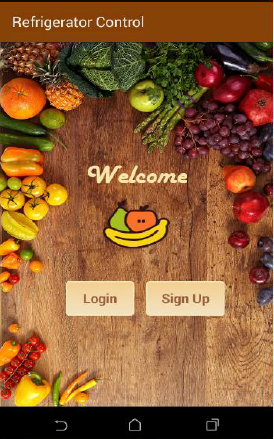 Refrigerator Control
Welcome
Login
Sign Up